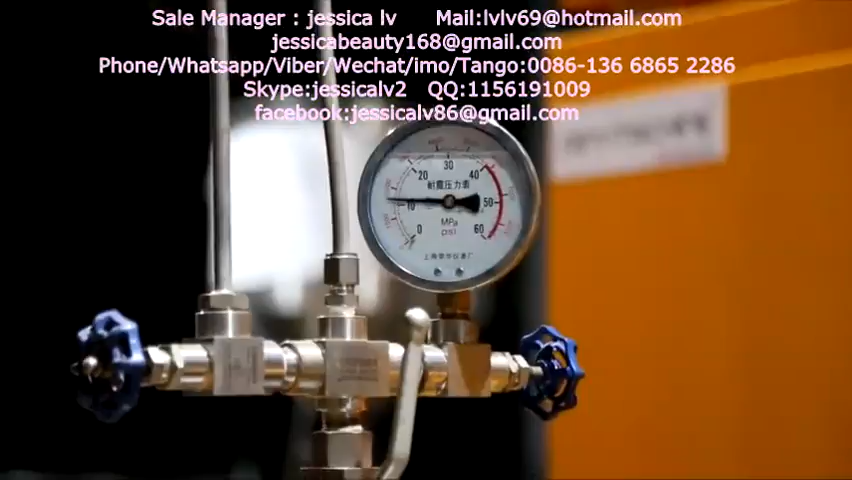 Sale Manager : jessica lv Mail:lvlv69@hotmail.com
jessicabeauty168@gmail.com
Phone/Whatsapp/Viber/Wechat/imo/Tango:0086-136 6865 2286
Skype:jessicalv2 QQ:1156191009
facebook:jessicalv86@gmail.com
30
20 40
耐震压力表
10 50
MPa
(psi)
0 60